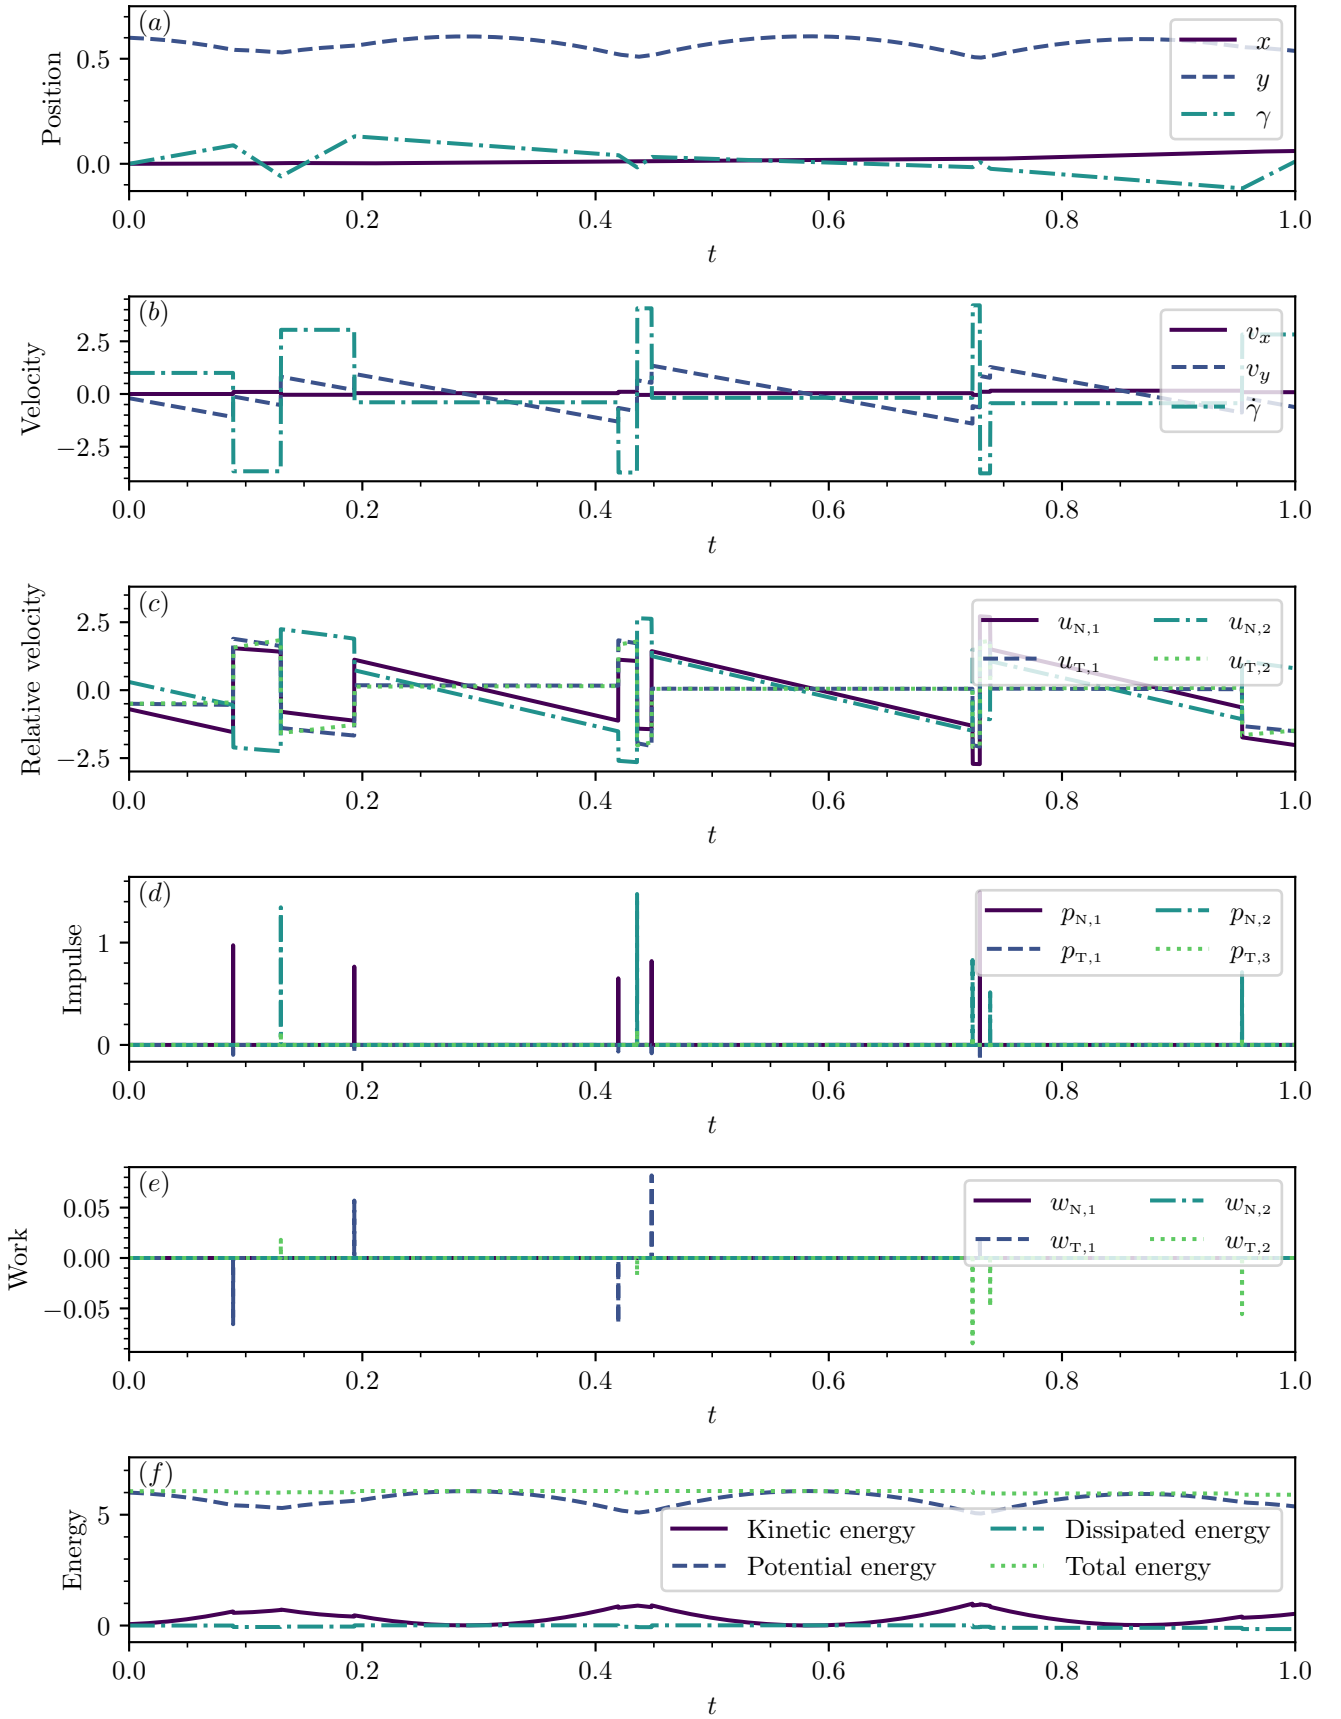 (a)
Position
0.5
0.0
x
y
γ
0.0 0.2 0.4 0.6 0.8 1.0
t
(b)
Velocity
2.5
0.0
−2.5
v_x
v_y
γ̇
0.0 0.2 0.4 0.6 0.8 1.0
t
(c)
Relative velocity
2.5
0.0
−2.5
u_N,1 u_N,2
u_T,1 u_T,2
0.0 0.2 0.4 0.6 0.8 1.0
t
(d)
Impulse
1
0
p_N,1 p_N,2
p_T,1 p_T,3
0.0 0.2 0.4 0.6 0.8 1.0
t
(e)
Work
0.05
0.00
−0.05
w_N,1 w_N,2
w_T,1 w_T,2
0.0 0.2 0.4 0.6 0.8 1.0
t
(f)
Energy
5
0
Kinetic energy Dissipated energy
Potential energy Total energy
0.0 0.2 0.4 0.6 0.8 1.0
t